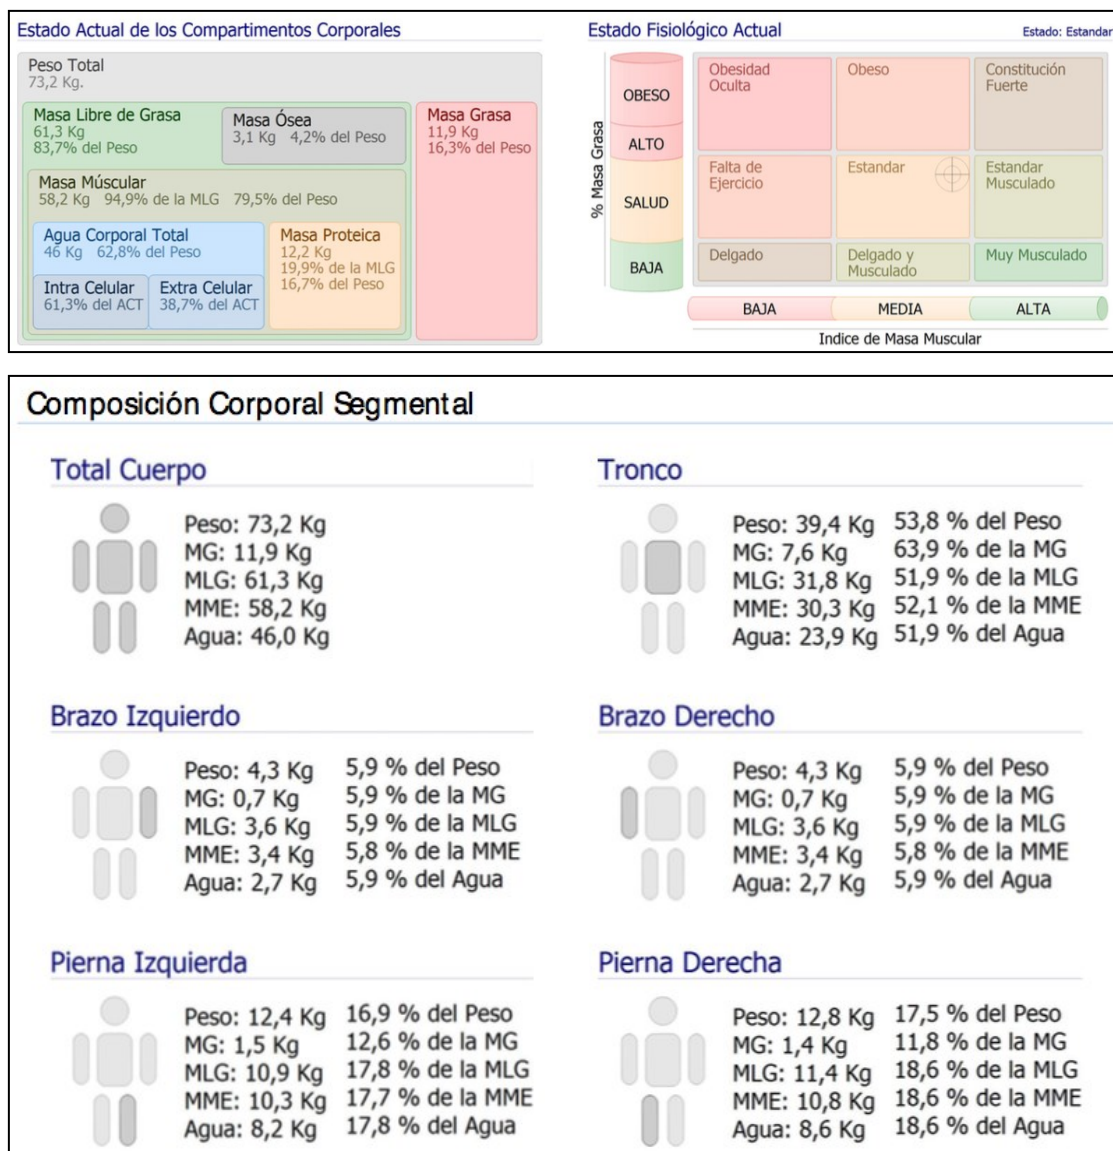 Estado Actual de los Compartimentos Corporales
Peso Total
73,2 Kg.
Masa Libre de Grasa
61,3 Kg
83,7% del Peso
Masa Ósea
3,1 Kg 4,2% del Peso
Masa Grasa
11,9 Kg
16,3% del Peso
Masa Múscular
58,2 Kg 94,9% de la MLG 79,5% del Peso
Agua Corporal Total
46 Kg 62,8% del Peso
Intra Celular
61,3% del ACT
Extra Celular
38,7% del ACT
Masa Proteica
12,2 Kg
19,9% de la MLG
16,7% del Peso
Estado Fisiológico Actual
Estado: Estandar
% Masa Grasa
OBESO
ALTO
SALUD
BAJA
Obesidad
Oculta
Obeso
Constitución
Fuerte
Falta de
Ejercicio
Estandar
Estandar
Musculado
Delgado
Delgado y
Musculado
Muy Musculado
BAJA
MEDIA
ALTA
Indice de Masa Muscular
Composición Corporal Segmental
Total Cuerpo
Peso: 73,2 Kg
MG: 11,9 Kg
MLG: 61,3 Kg
MME: 58,2 Kg
Agua: 46,0 Kg
Tronco
Peso: 39,4 Kg 53,8 % del Peso
MG: 7,6 Kg 63,9 % de la MG
MLG: 31,8 Kg 51,9 % de la MLG
MME: 30,3 Kg 52,1 % de la MME
Agua: 23,9 Kg 51,9 % del Agua
Brazo Izquierdo
Peso: 4,3 Kg 5,9 % del Peso
MG: 0,7 Kg 5,9 % de la MG
MLG: 3,6 Kg 5,9 % de la MLG
MME: 3,4 Kg 5,8 % de la MME
Agua: 2,7 Kg 5,9 % del Agua
Brazo Derecho
Peso: 4,3 Kg 5,9 % del Peso
MG: 0,7 Kg 5,9 % de la MG
MLG: 3,6 Kg 5,9 % de la MLG
MME: 3,4 Kg 5,8 % de la MME
Agua: 2,7 Kg 5,9 % del Agua
Pierna Izquierda
Peso: 12,4 Kg 16,9 % del Peso
MG: 1,5 Kg 12,6 % de la MG
MLG: 10,9 Kg 17,8 % de la MLG
MME: 10,3 Kg 17,7 % de la MME
Agua: 8,2 Kg 17,8 % del Agua
Pierna Derecha
Peso: 12,8 Kg 17,5 % del Peso
MG: 1,4 Kg 11,8 % de la MG
MLG: 11,4 Kg 18,6 % de la MLG
MME: 10,8 Kg 18,6 % de la MME
Agua: 8,6 Kg 18,6 % del Agua